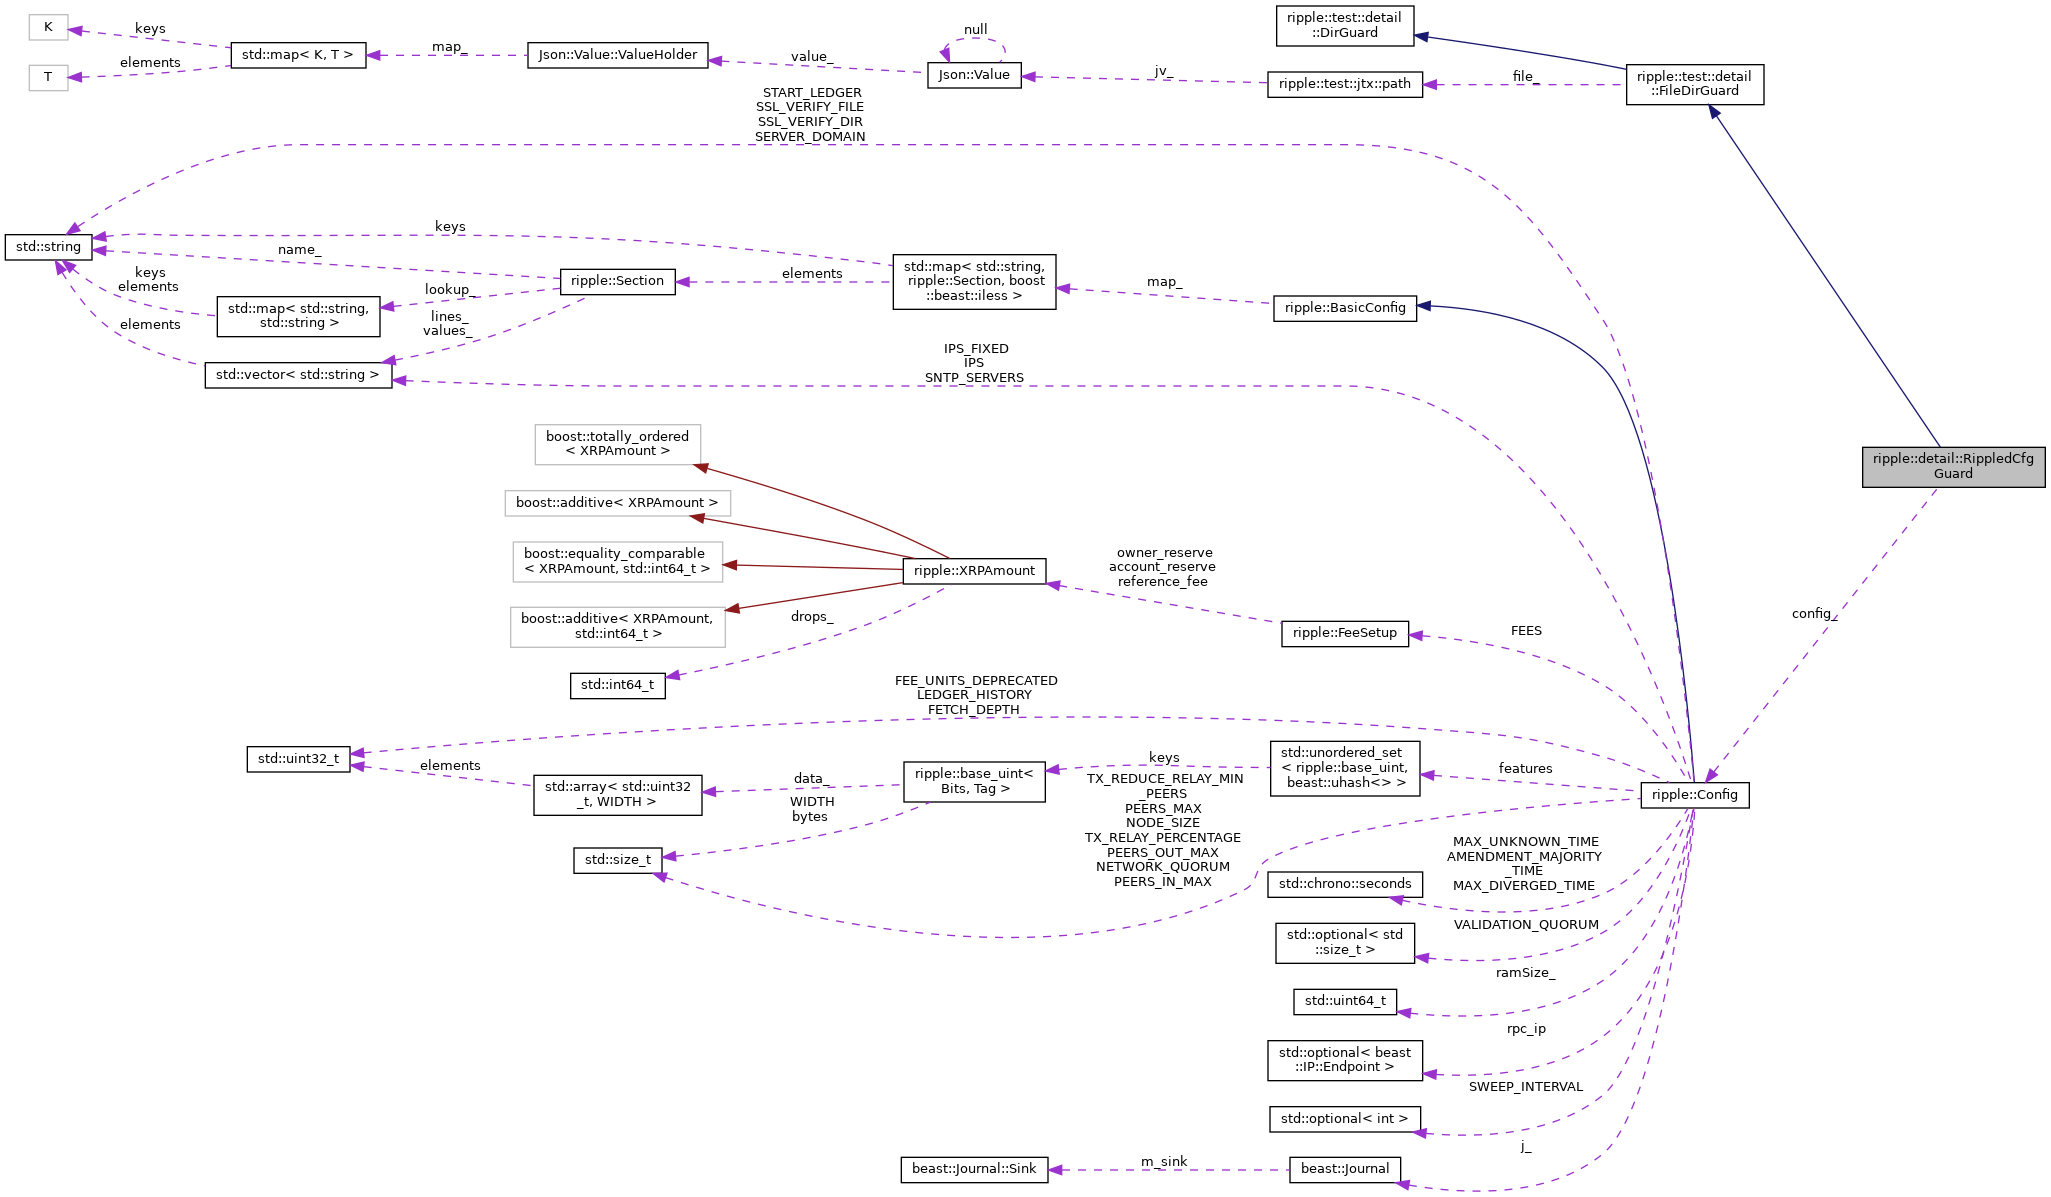 K
keys
std::map< K, T >
T
elements
map_
Json::Value::ValueHolder
value_
null
Json::Value
jv_
ripple::test::detail
::DirGuard
ripple::test::jtx::path
file_
ripple::test::detail
::FileDirGuard
START_LEDGER
SSL_VERIFY_FILE
SSL_VERIFY_DIR
SERVER_DOMAIN
std::string
keys
name_
keys
elements
elements
std::map< std::string,
std::string >
std::vector< std::string >
lookup_
lines_
values_
ripple::Section
elements
std::map< std::string,
ripple::Section, boost
::beast::iless >
map_
ripple::BasicConfig
IPS_FIXED
IPS
SNTP_SERVERS
boost::totally_ordered
< XRPAmount >
boost::additive< XRPAmount >
boost::equality_comparable
< XRPAmount, std::int64_t >
boost::additive< XRPAmount,
std::int64_t >
std::int64_t
drops_
ripple::XRPAmount
owner_reserve
account_reserve
reference_fee
ripple::FeeSetup
FEES
ripple::detail::RippledCfg
Guard
config_
FEE_UNITS_DEPRECATED
LEDGER_HISTORY
FETCH_DEPTH
std::uint32_t
elements
std::array< std::uint32
_t, WIDTH >
data_
WIDTH
bytes
std::size_t
ripple::base_uint<
Bits, Tag >
keys
std::unordered_set
< ripple::base_uint,
beast::uhash<> >
features
ripple::Config
TX_REDUCE_RELAY_MIN
_PEERS
PEERS_MAX
NODE_SIZE
TX_RELAY_PERCENTAGE
PEERS_OUT_MAX
NETWORK_QUORUM
PEERS_IN_MAX
MAX_UNKNOWN_TIME
AMENDMENT_MAJORITY
_TIME
MAX_DIVERGED_TIME
std::chrono::seconds
VALIDATION_QUORUM
std::optional< std
::size_t >
ramSize_
std::uint64_t
rpc_ip
std::optional< beast
::IP::Endpoint >
SWEEP_INTERVAL
std::optional< int >
j_
beast::Journal::Sink
m_sink
beast::Journal